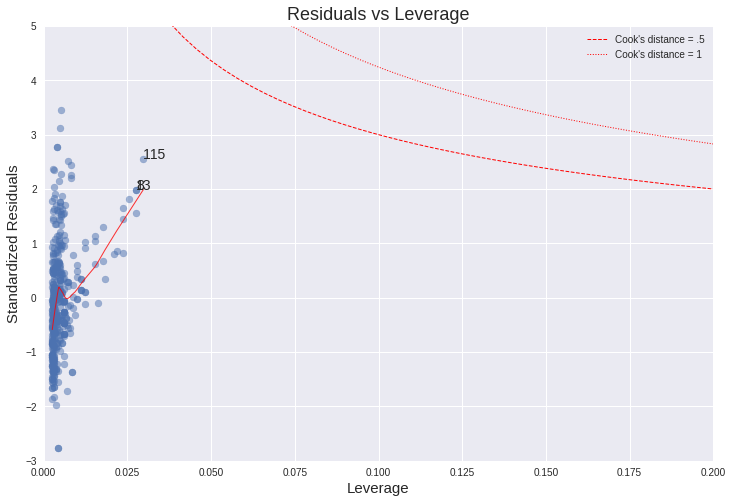 Residuals vs Leverage
Cook's distance = .5
Cook's distance = 1
Standardized Residuals
5
4
3
2
1
0
−1
−2
−3
115
13
0.000 0.025 0.050 0.075 0.100 0.125 0.150 0.175 0.200
Leverage